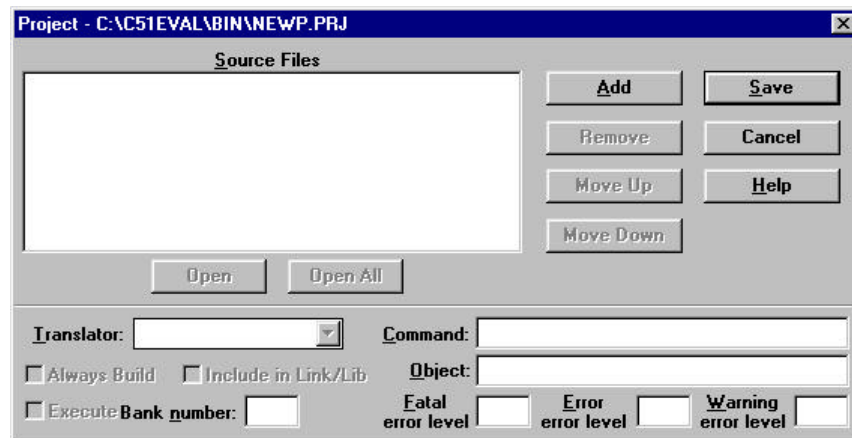 Project - C:\C51EVAL\BIN\NEWP.PRJ
Source Files
Add
Save
Remove
Cancel
Move Up
Help
Move Down
Open
Open All
Translator:
Command:
Always Build
Include in Link/Lib
Object:
Execute
Bank number:
Fatal
error level
Error
error level
Warning
error level